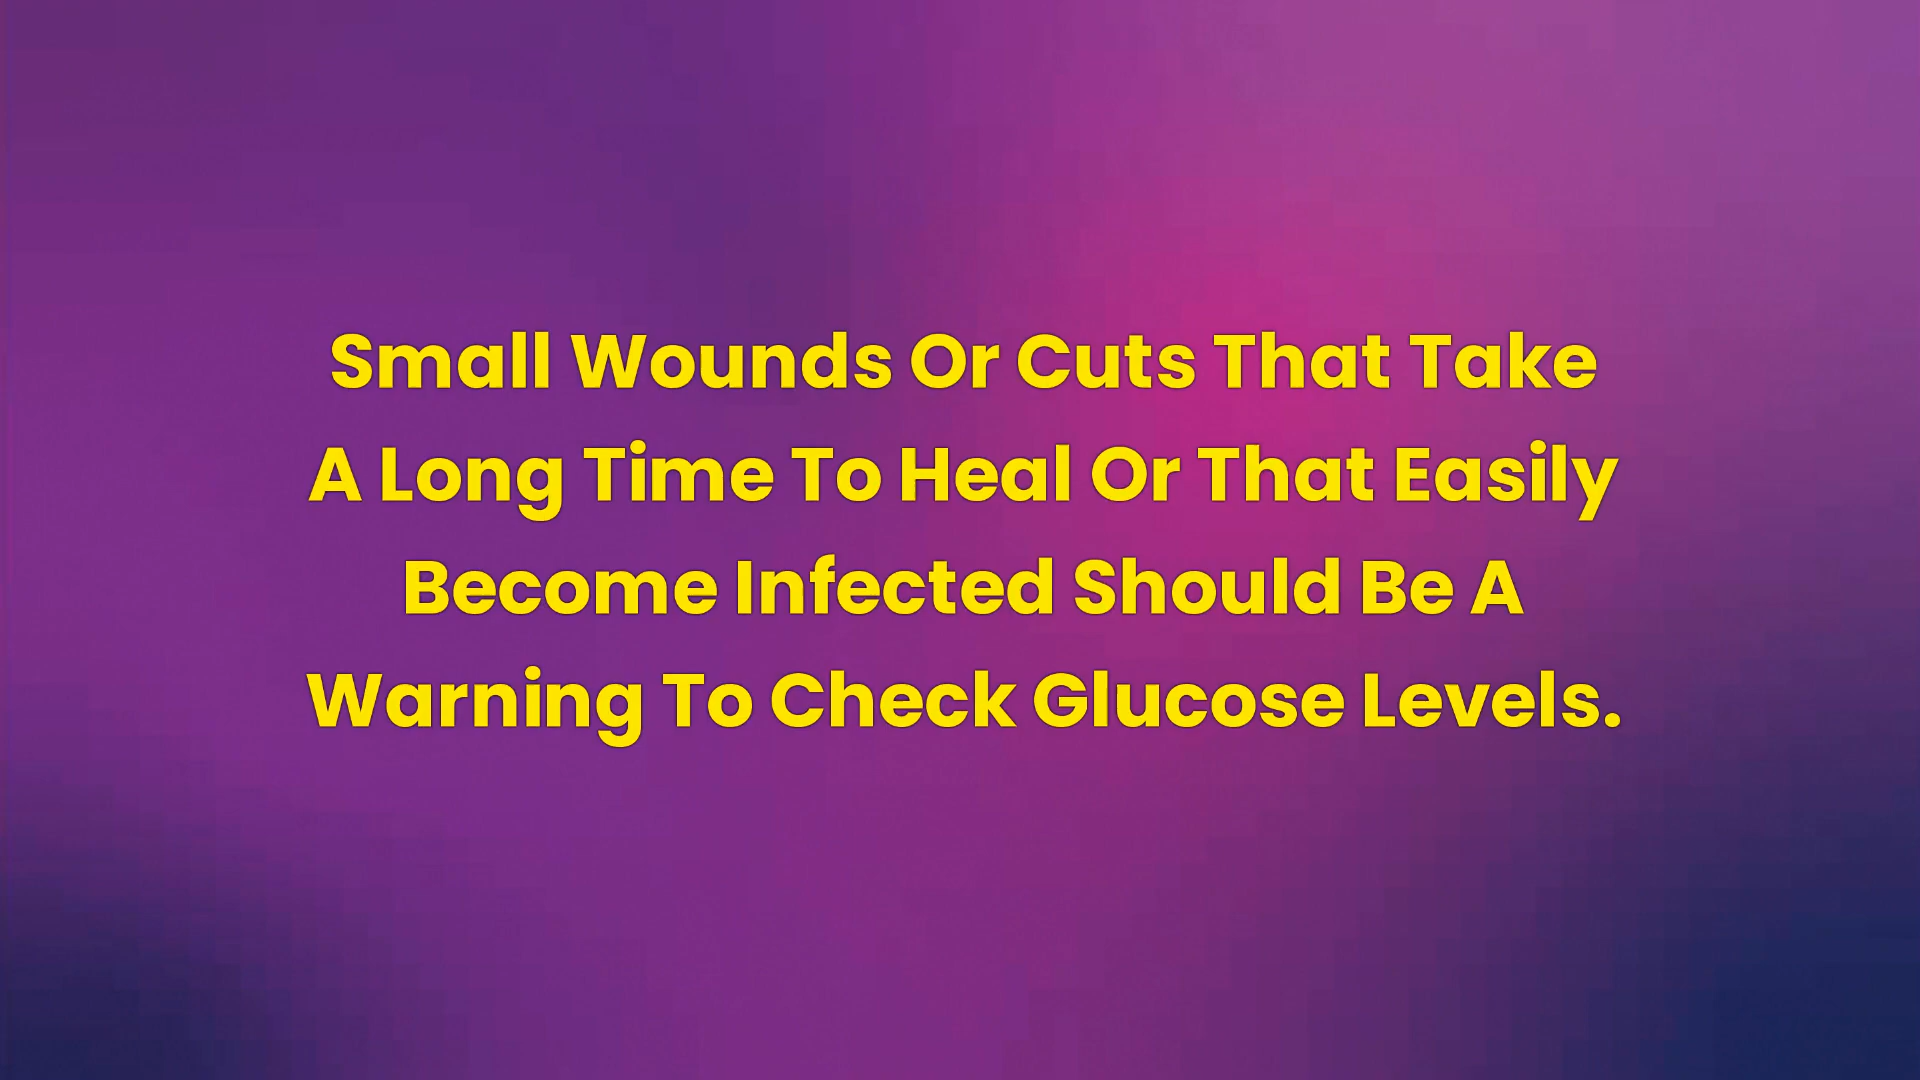 Small Wounds Or Cuts That Take
A Long Time To Heal Or That Easily
Become Infected Should Be A
Warning To Check Glucose Levels.